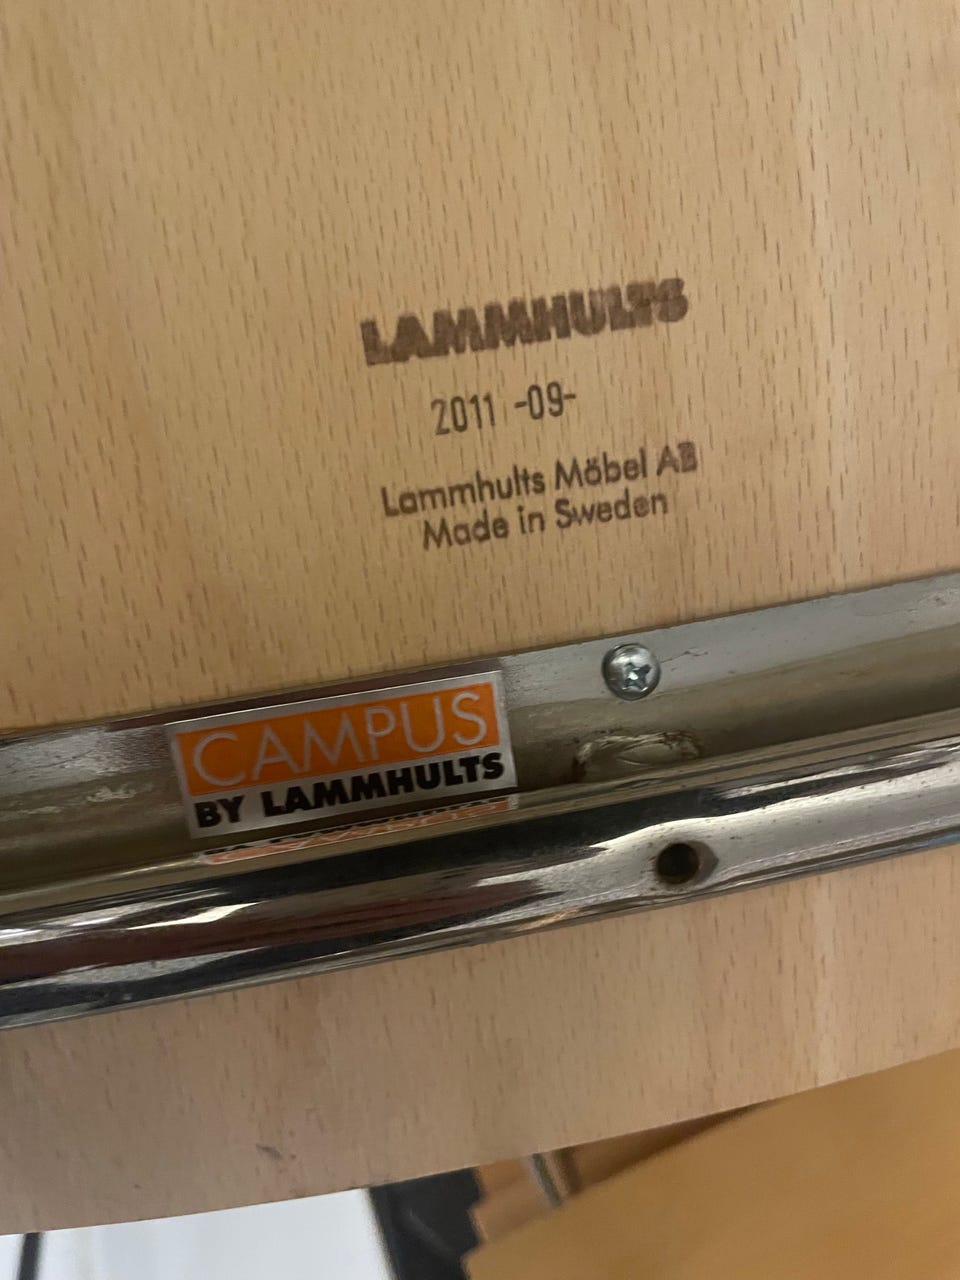 LAMMHULTS
2011 -09-
Lammhults Möbel AB
Made in Sweden
CAMPUS
BY LAMMHULTS